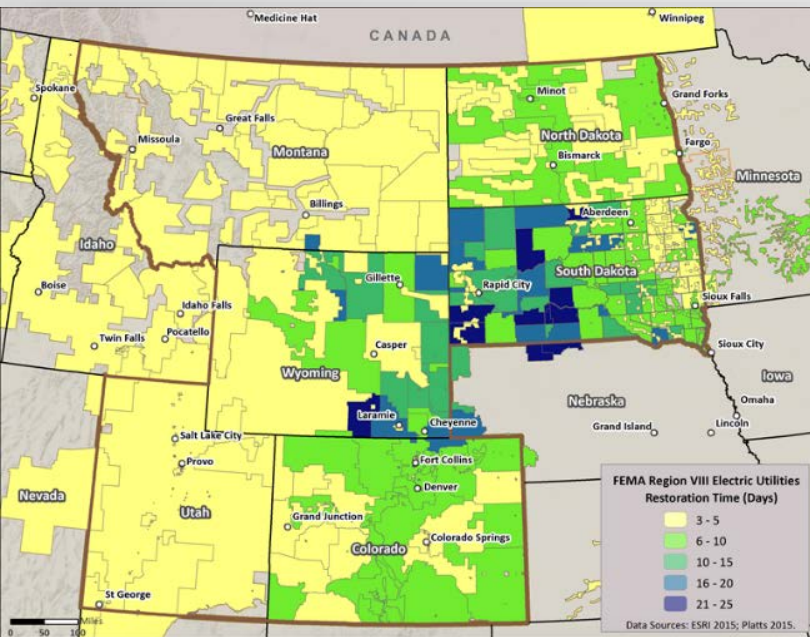 Medicine Hat
Winnipeg
CANADA
Spokane
Minot
Grand Forks
Great Falls
Missoula
North Dakota
Montana
Fargo
Bismarck
Minnesota
Billings
Aberdeen
Idaho
South Dakota
Gillette
Rapid City
Boise
Sioux Falls
Idaho Falls
Pocatello
Twin Falls
Casper
Sioux City
Wyoming
Iowa
Nebraska
Omaha
Laramie
Cheyenne
Grand Island
Lincoln
Salt Lake City
Fort Collins
Provo
Denver
Nevada
Utah
Grand Junction
Colorado Springs
Colorado
St George
FEMA Region VIII Electric Utilities
Restoration Time (Days)
3 - 5
6 - 10
10 - 15
16 - 20
21 - 25
Miles
0 50 100
Data Sources: ESRI 2015; Platts 2015.